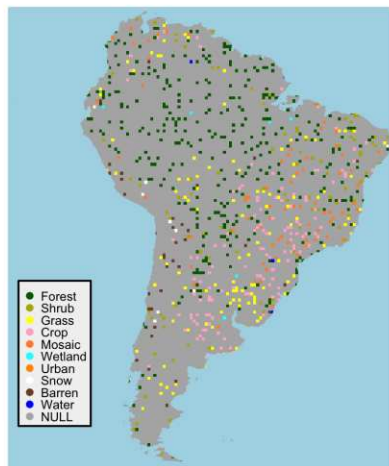 Forest
Shrub
Grass
Crop
Mosaic
Wetland
Urban
Snow
Barren
Water
NULL